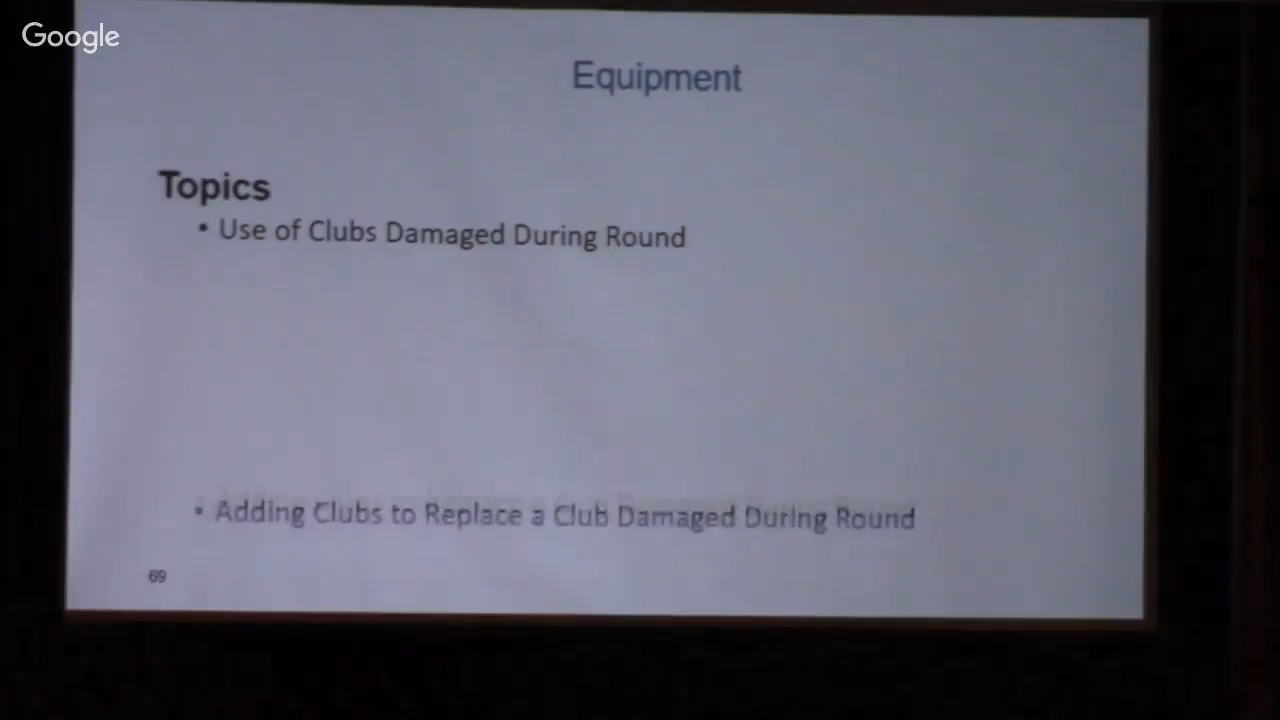 Google
Equipment
Topics
• Use of Clubs Damaged During Round
• Adding Clubs to Replace a Club Damaged During Round
69